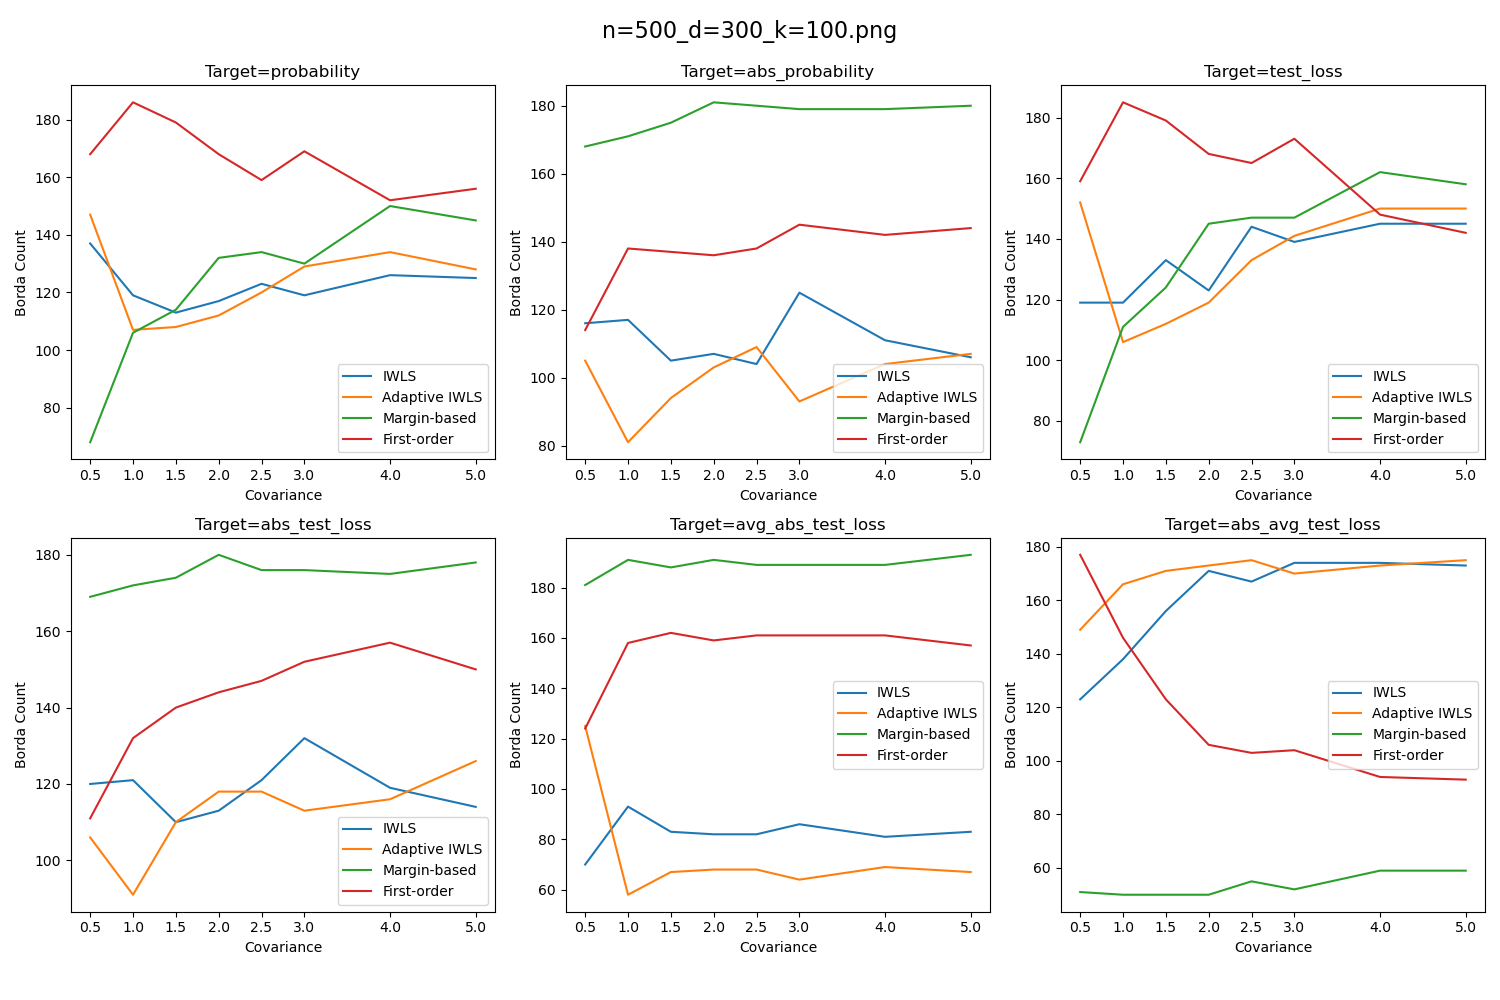 n=500_d=300_k=100.png
Target=probability
Borda Count
180
160
140
120
100
80
0.5 1.0 1.5 2.0 2.5 3.0 4.0 5.0
Covariance
IWLS
Adaptive IWLS
Margin-based
First-order
Target=abs_probability
Borda Count
180
160
140
120
100
80
0.5 1.0 1.5 2.0 2.5 3.0 4.0 5.0
Covariance
IWLS
Adaptive IWLS
Margin-based
First-order
Target=test_loss
Borda Count
180
160
140
120
100
80
0.5 1.0 1.5 2.0 2.5 3.0 4.0 5.0
Covariance
IWLS
Adaptive IWLS
Margin-based
First-order
Target=abs_test_loss
Borda Count
180
160
140
120
100
0.5 1.0 1.5 2.0 2.5 3.0 4.0 5.0
Covariance
IWLS
Adaptive IWLS
Margin-based
First-order
Target=avg_abs_test_loss
Borda Count
180
160
140
120
100
80
60
0.5 1.0 1.5 2.0 2.5 3.0 4.0 5.0
Covariance
IWLS
Adaptive IWLS
Margin-based
First-order
Target=abs_avg_test_loss
Borda Count
180
160
140
120
100
80
60
0.5 1.0 1.5 2.0 2.5 3.0 4.0 5.0
Covariance
IWLS
Adaptive IWLS
Margin-based
First-order